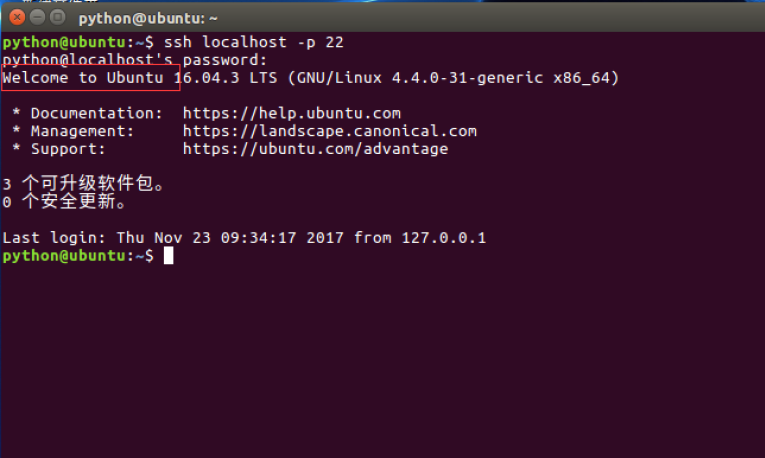 python@ubuntu: ~
python@ubuntu:~$ ssh localhost -p 22
python@localhost's password:
Welcome to Ubuntu 16.04.3 LTS (GNU/Linux 4.4.0-31-generic x86_64)
* Documentation:  https://help.ubuntu.com
* Management:     https://landscape.canonical.com
* Support:        https://ubuntu.com/advantage
3 个可升级软件包。
0 个安全更新。
Last login: Thu Nov 23 09:34:17 2017 from 127.0.0.1
python@ubuntu:~$